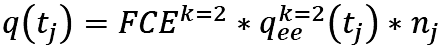 q(t_j) = FCE^{k=2} * q_{ee}^{k=2}(t_j) * n_j